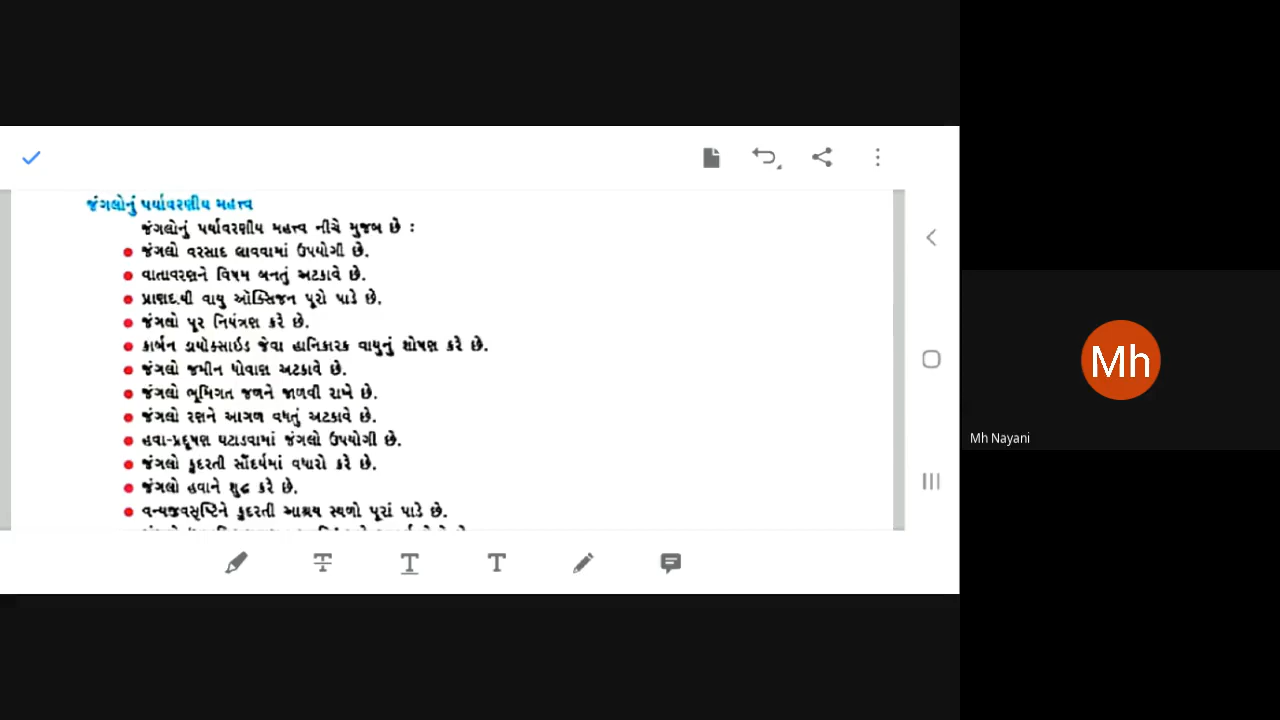 જંગલોનું પર્યાવરણીય મહત્ત્વ
જંગલોનું પર્યાવરણીય મહત્ત્વ નીચે મુજબ છે :
જંગલો વરસાદ લાવવામાં ઉપયોગી છે.
વાતાવરણને વિષમ બનતું અટકાવે છે.
પ્રાણદાયી વાયુ ઑક્સિજન પૂરો પાડે છે.
જંગલો પૂર નિયંત્રણ કરે છે.
કાર્બન ડાયોક્સાઇડ જેવા હાનિકારક વાયુનું શોષણ કરે છે.
જંગલો જમીન ધોવાણ અટકાવે છે.
જંગલો ભૂમિગત જળને જાળવી રાખે છે.
જંગલો રણને આગળ વધતું અટકાવે છે.
હવા-પ્રદૂષણ ઘટાડવામાં જંગલો ઉપયોગી છે.
જંગલો કુદરતી સૌંદર્યમાં વધારો કરે છે.
જંગલો હવાને શુદ્ધ કરે છે.
વન્યજીવસૃષ્ટિને કુદરતી આશ્રય સ્થળો પૂરાં પાડે છે.
Mh
Mh Nayani